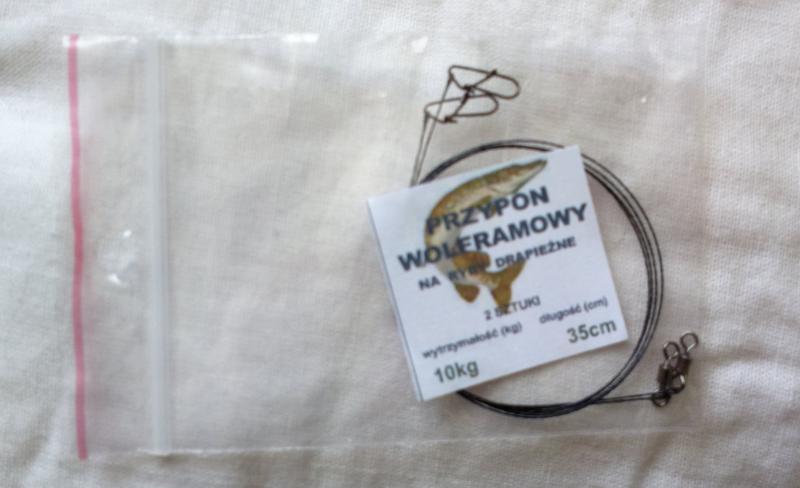 PRZYPON
WOLFRAMOWY
NA RYBY DRAPIEŻNE
2 SZTUKI
wytrzymałość (kg) długość (cm)
10kg 35cm